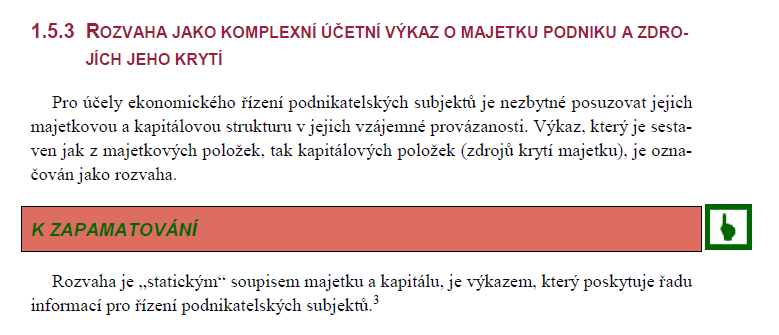 1.5.3 ROZVAHA JAKO KOMPLEXNÍ ÚČETNÍ VÝKAZ O MAJETKU PODNIKU A ZDRO-
JÍCH JEHO KRYTÍ
Pro účely ekonomického řízení podnikatelských subjektů je nezbytné posuzovat jejich
majetkovou a kapitálovou strukturu v jejich vzájemné provázanosti. Výkaz, který je sesta-
ven jak z majetkových položek, tak kapitálových položek (zdrojů krytí majetku), je ozna-
čován jako rozvaha.
K ZAPAMATOVÁNÍ
Rozvaha je „statickým“ soupisem majetku a kapitálu, je výkazem, který poskytuje řadu
informací pro řízení podnikatelských subjektů.3